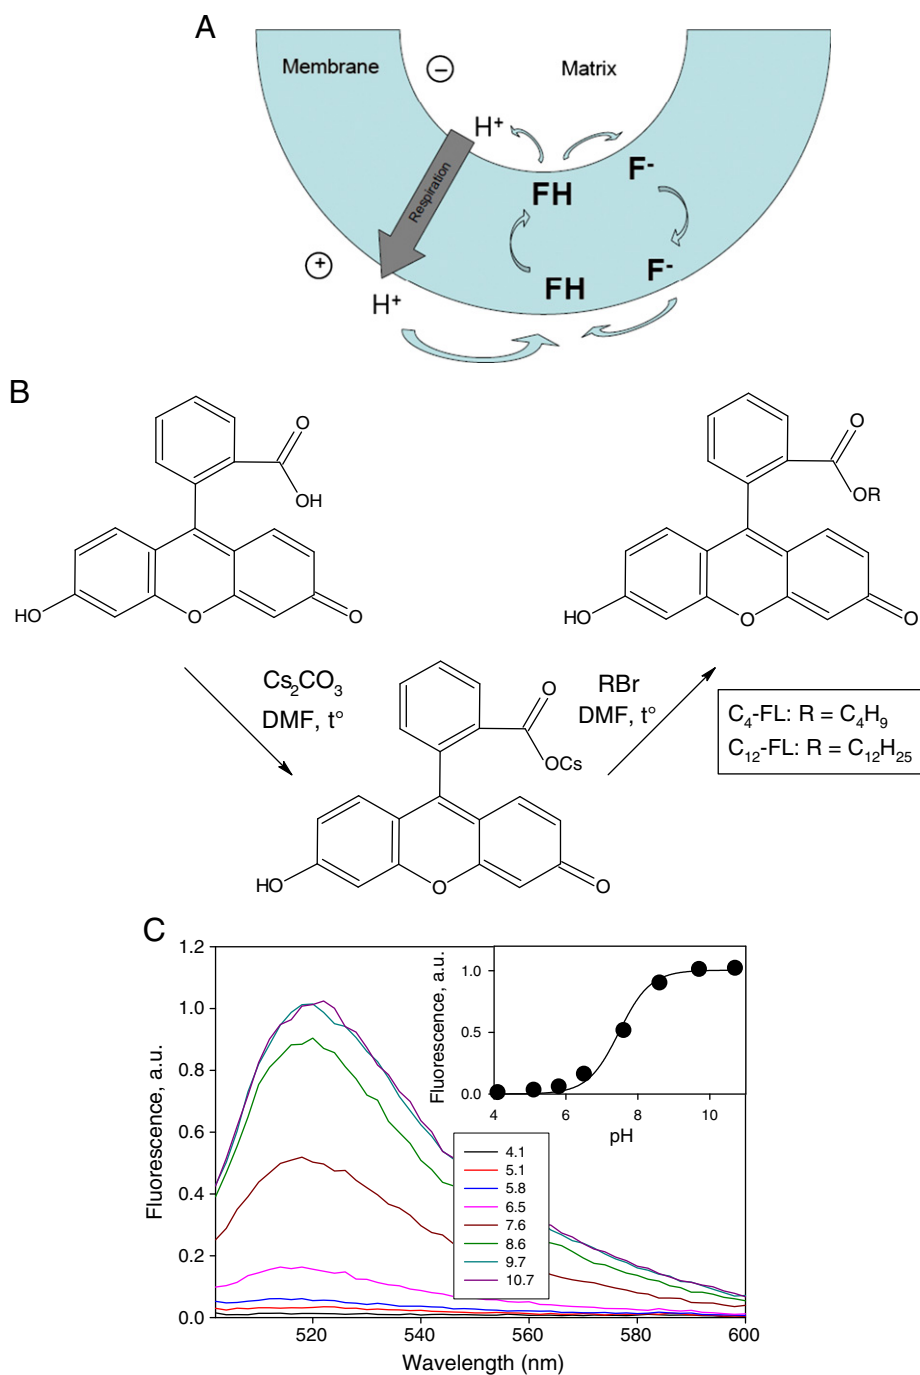 A
Membrane
−
Matrix
H⁺
Respiration
FH
F⁻
+
FH
F⁻
H⁺
B
O
OH
HO
O
O
O
OR
HO
O
O
Cs₂CO₃
DMF, t°
RBr
DMF, t°
C₄-FL: R = C₄H₉
C₁₂-FL: R = C₁₂H₂₅
O
OCs
HO
O
O
C
Fluorescence, a.u.
1.2
1.0
0.8
0.6
0.4
0.2
0.0
520
540
560
580
600
Wavelength (nm)
Fluorescence, a.u.
1.0
0.5
0.0
4
6
8
10
pH
4.1
5.1
5.8
6.5
7.6
8.6
9.7
10.7